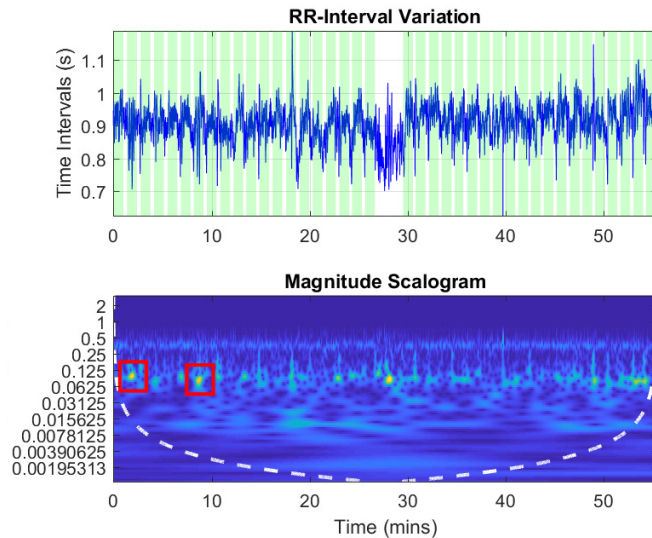 RR-Interval Variation
Time Intervals (s)
1.1
1
0.9
0.8
0.7
0 10 20 30 40 50
Magnitude Scalogram
2
1
0.5
0.25
0.125
0.0625
0.03125
0.015625
0.0078125
0.00390625
0.00195313
0 10 20 30 40 50
Time (mins)